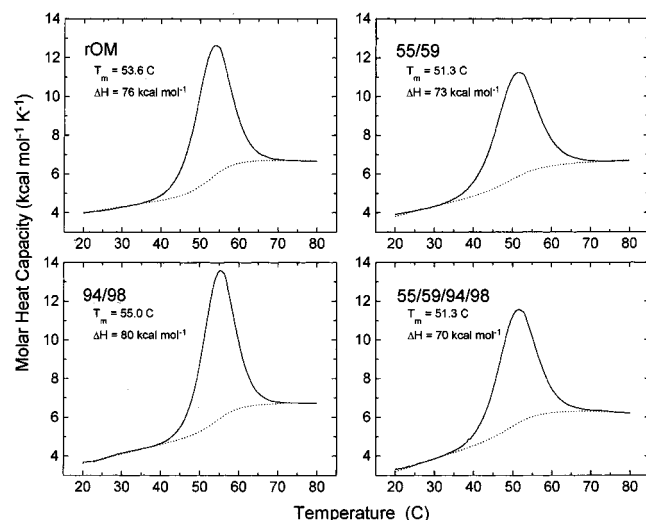 Molar Heat Capacity (kcal mol⁻¹ K⁻¹)
14
12
10
8
6
4
rOM
Tm = 53.6 C
ΔH = 76 kcal mol⁻¹
20 30 40 50 60 70 80
14
12
10
8
6
4
55/59
Tm = 51.3 C
ΔH = 73 kcal mol⁻¹
20 30 40 50 60 70 80
14
12
10
8
6
4
94/98
Tm = 55.0 C
ΔH = 80 kcal mol⁻¹
20 30 40 50 60 70 80
14
12
10
8
6
4
55/59/94/98
Tm = 51.3 C
ΔH = 70 kcal mol⁻¹
20 30 40 50 60 70 80
Temperature (C)